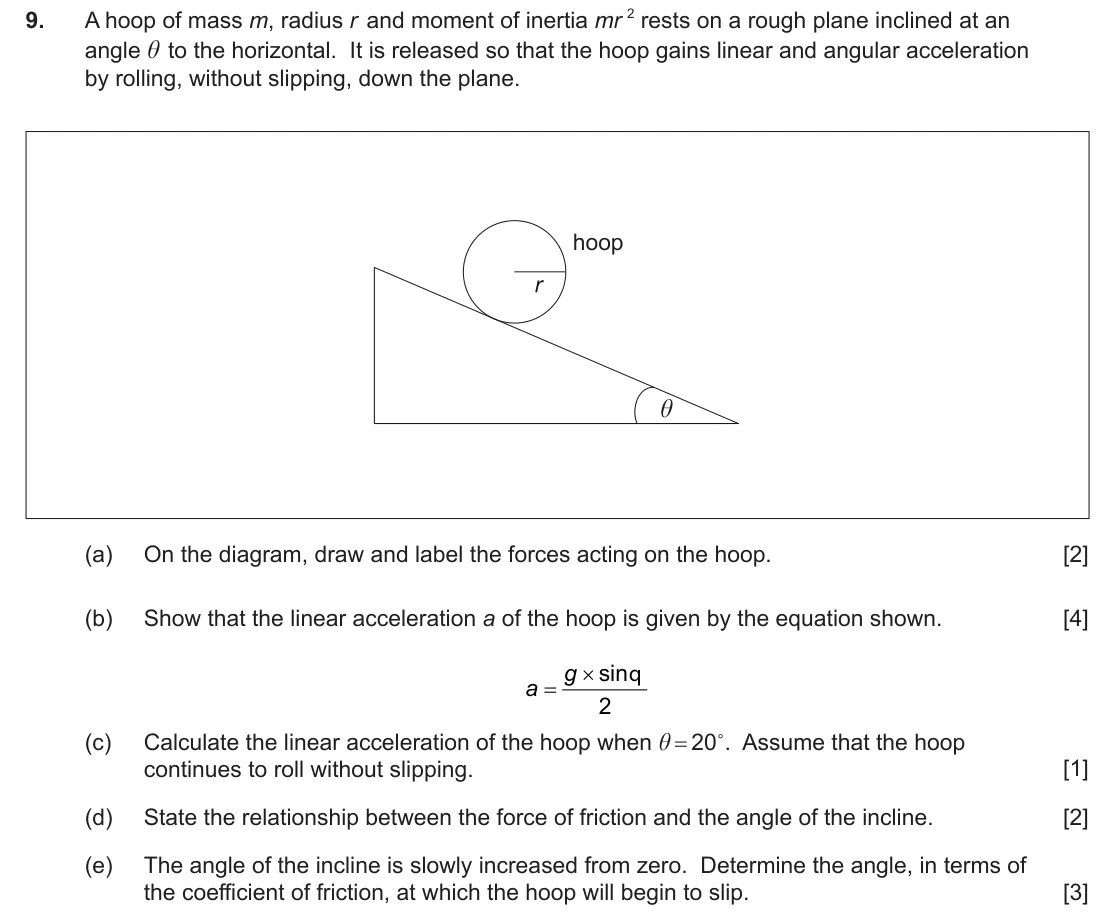 9. A hoop of mass m, radius r and moment of inertia mr² rests on a rough plane inclined at an
angle θ to the horizontal. It is released so that the hoop gains linear and angular acceleration
by rolling, without slipping, down the plane.
hoop
r
θ
(a) On the diagram, draw and label the forces acting on the hoop. [2]
(b) Show that the linear acceleration a of the hoop is given by the equation shown. [4]
a = g × sinq / 2
(c) Calculate the linear acceleration of the hoop when θ = 20°. Assume that the hoop
continues to roll without slipping. [1]
(d) State the relationship between the force of friction and the angle of the incline. [2]
(e) The angle of the incline is slowly increased from zero. Determine the angle, in terms of
the coefficient of friction, at which the hoop will begin to slip. [3]